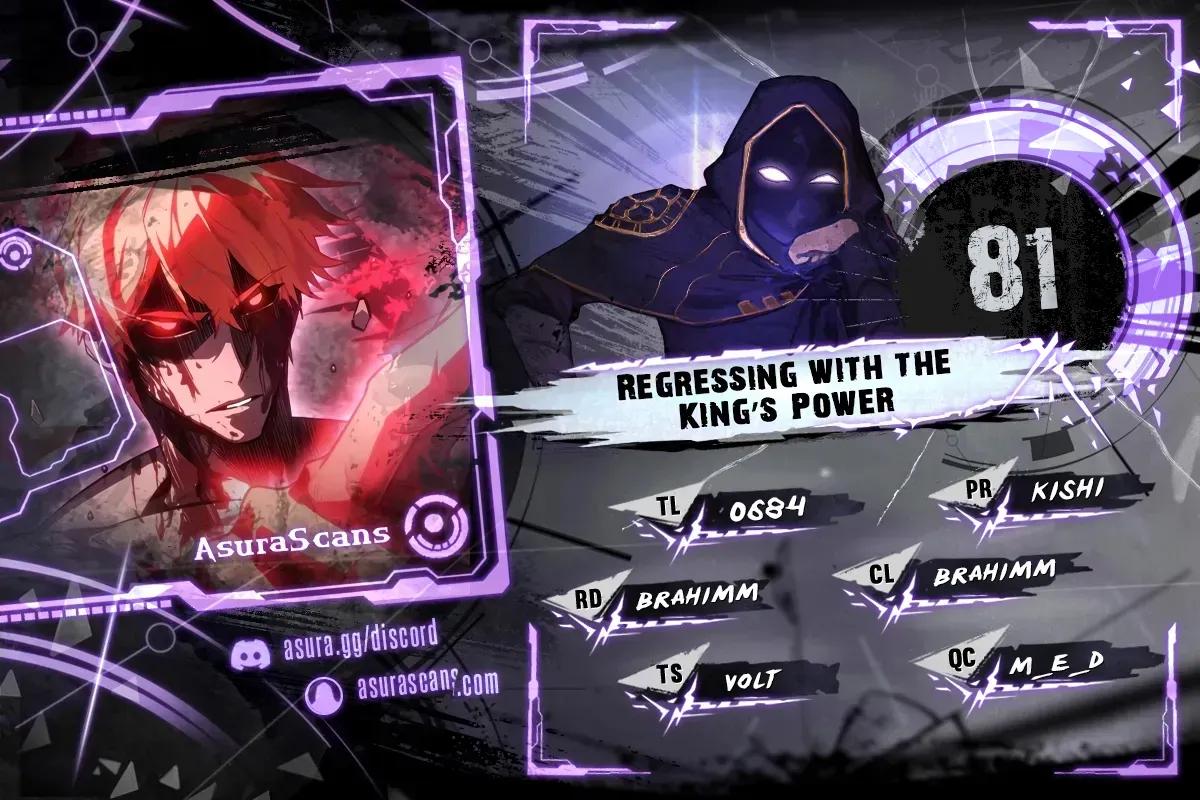 81
REGRESSING WITH THE
KING'S POWER
TL 0684
PR KISHI
RD BRAHIMM
CL BRAHIMM
TS VOLT
QC M_E_D
AsuraScans
asura.gg/discord
asurascans.com